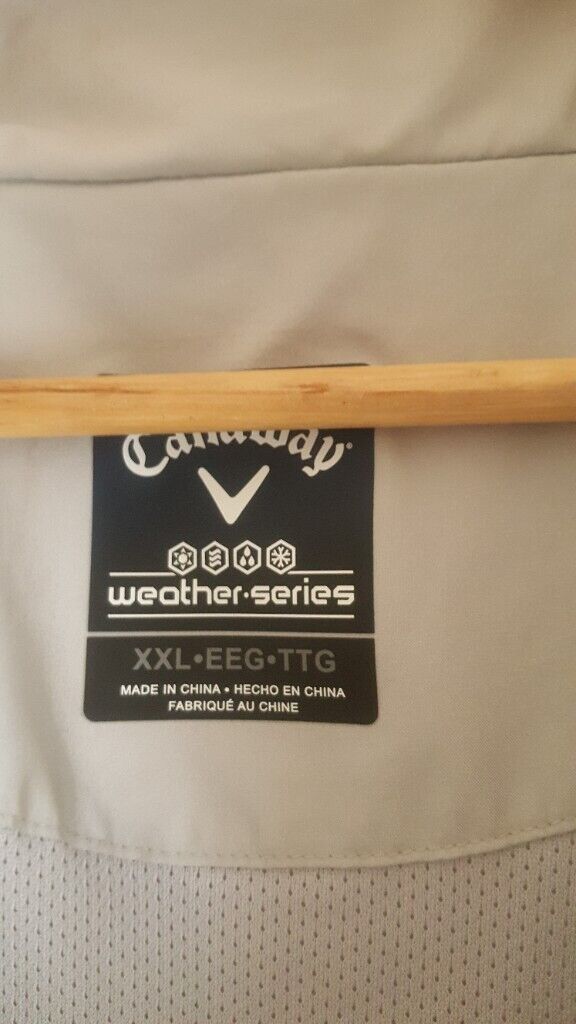 Callaway
weather•series
XXL•EEG•TTG
MADE IN CHINA • HECHO EN CHINA
FABRIQUÉ AU CHINE